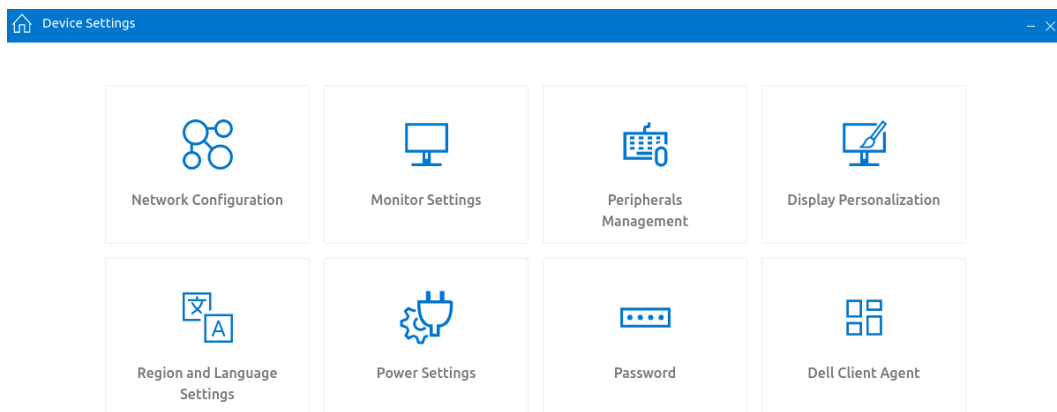 Device Settings
Network Configuration
Monitor Settings
Peripherals
Management
Display Personalization
文
A
Region and Language
Settings
Power Settings
Password
Dell Client Agent